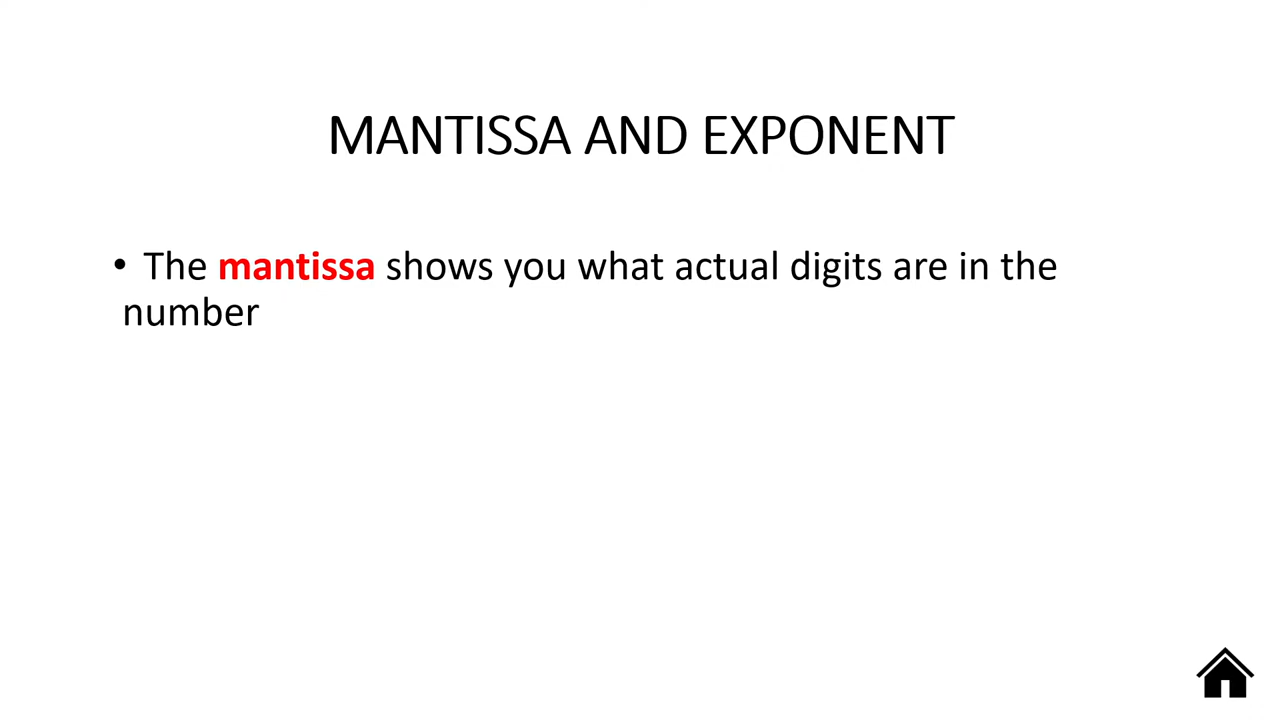 MANTISSA AND EXPONENT
• The mantissa shows you what actual digits are in the
number